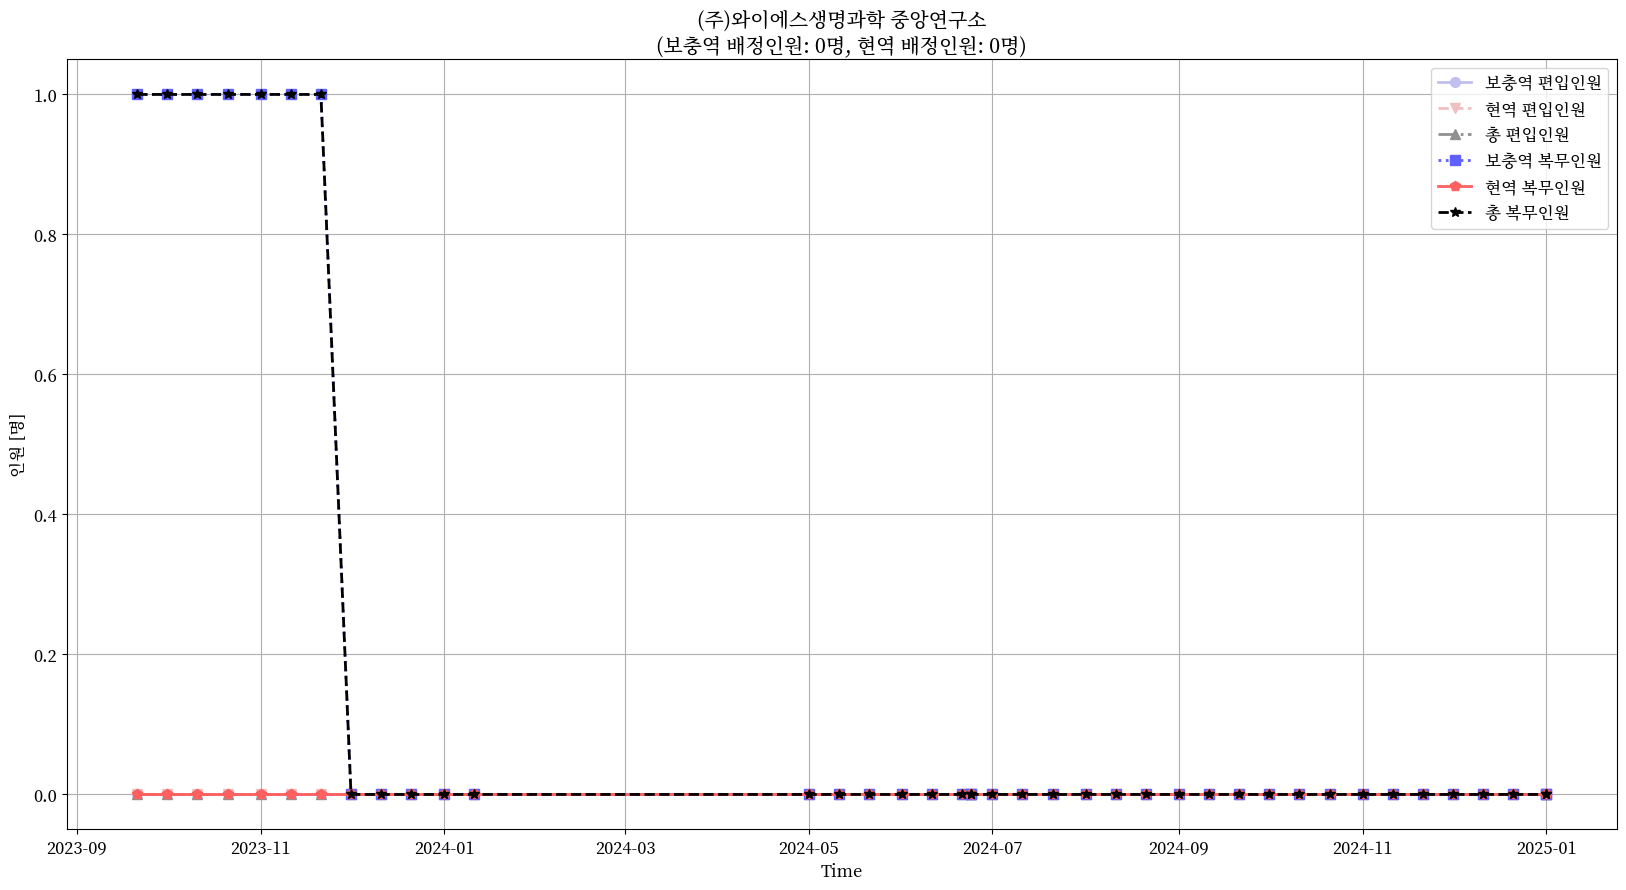 (주)와이에스생명과학 중앙연구소
(보충역 배정인원: 0명, 현역 배정인원: 0명)
보충역 편입인원
현역 편입인원
총 편입인원
보충역 복무인원
현역 복무인원
총 복무인원
인원 [명]
1.0
0.8
0.6
0.4
0.2
0.0
2023-09 2023-11 2024-01 2024-03 2024-05 2024-07 2024-09 2024-11 2025-01
Time